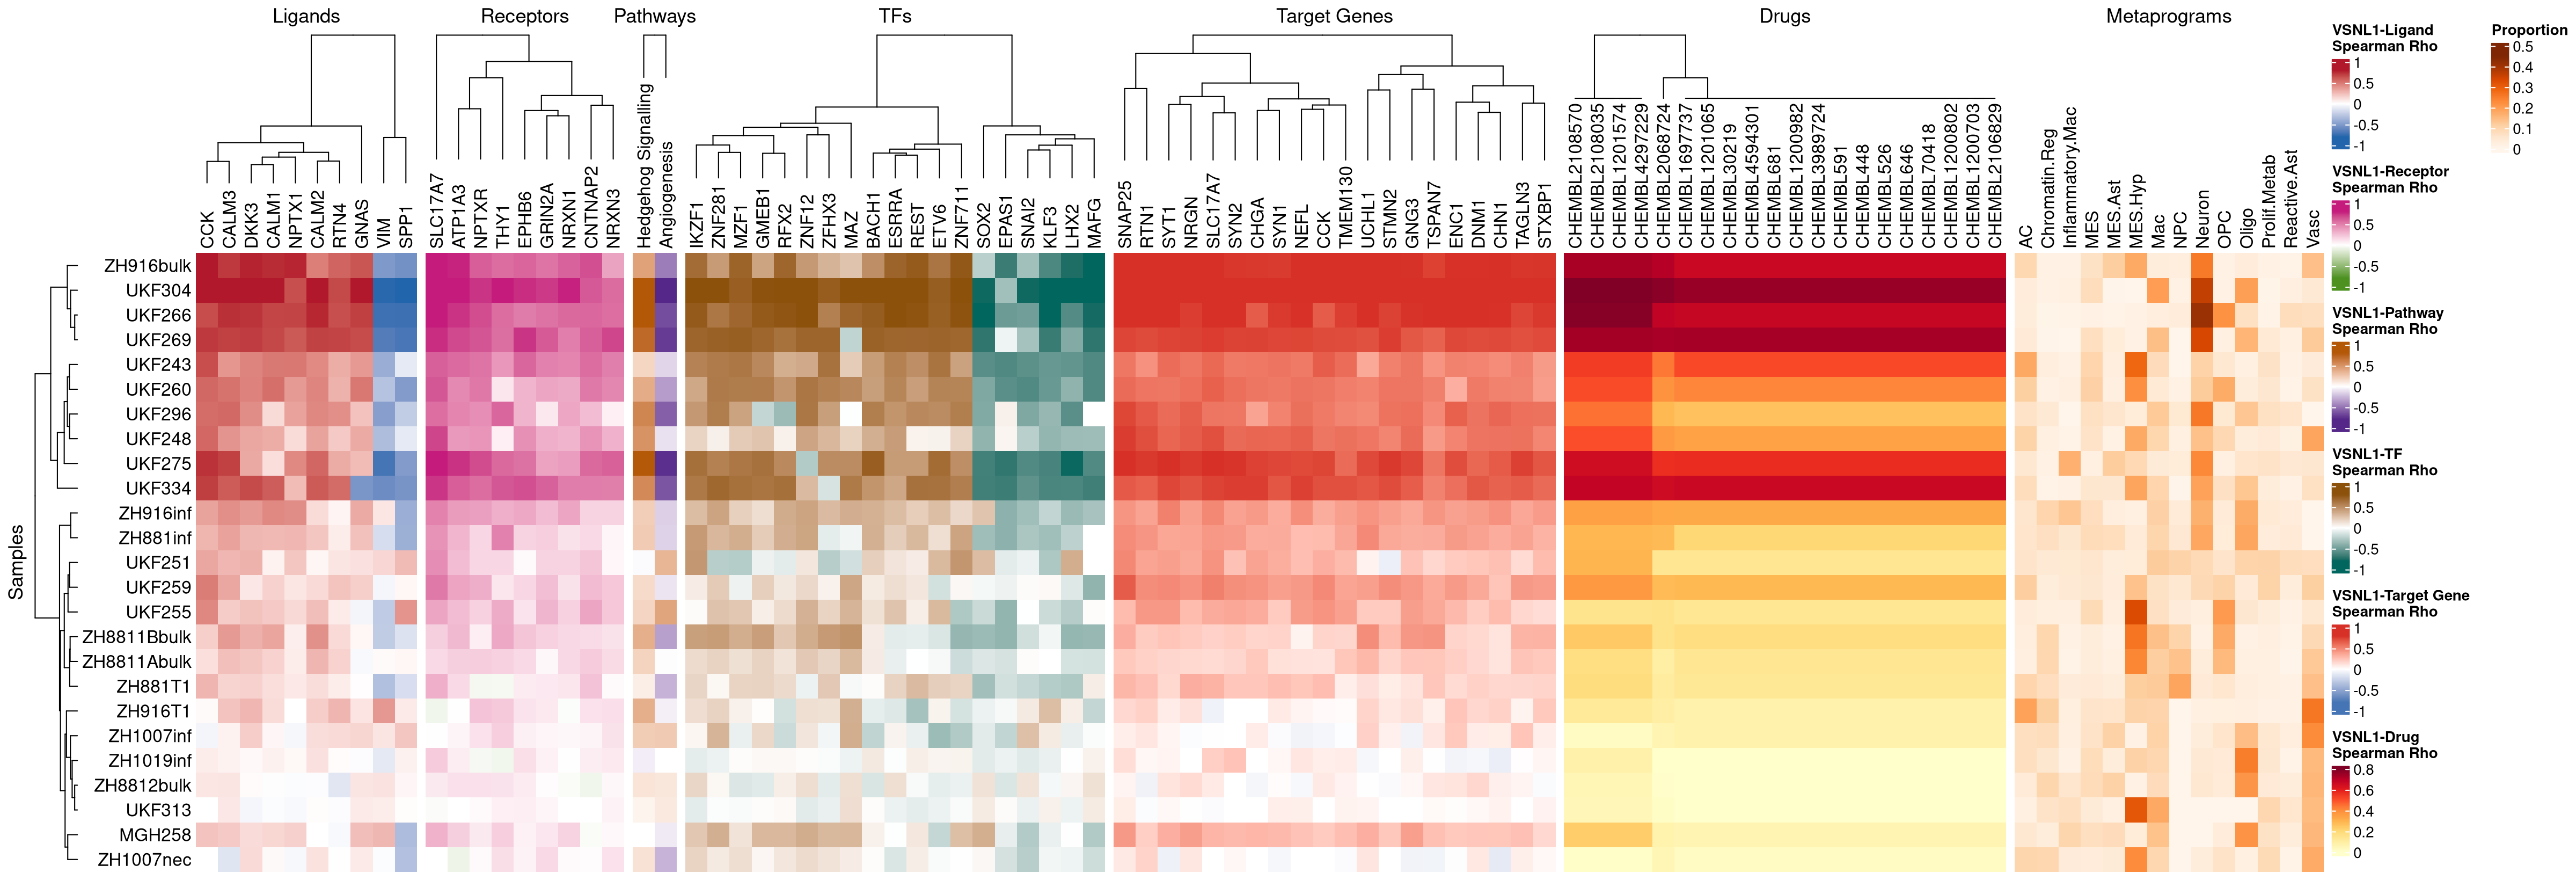 Ligands
Receptors
Pathways
TFs
Target Genes
Drugs
Metaprograms
CCK
CALM3
DKK3
CALM1
NPTX1
CALM2
RTN4
GNAS
VIM
SPP1
SLC17A7
ATP1A3
NPTXR
THY1
EPHB6
GRIN2A
NRXN1
CNTNAP2
NRXN3
Hedgehog Signalling
Angiogenesis
IKZF1
ZNF281
MZF1
GMEB1
RFX2
ZNF12
ZFHX3
MAZ
BACH1
ESRRA
REST
ETV6
ZNF711
SOX2
EPAS1
SNAI2
KLF3
LHX2
MAFG
SNAP25
RTN1
SYT1
NRGN
SLC17A7
SYN2
CHGA
SYN1
NEFL
CCK
TMEM130
UCHL1
STMN2
GNG3
TSPAN7
ENC1
DNM1
CHN1
TAGLN3
STXBP1
CHEMBL2108570
CHEMBL2108035
CHEMBL1201574
CHEMBL4297229
CHEMBL2068724
CHEMBL1697737
CHEMBL1201065
CHEMBL30219
CHEMBL4594301
CHEMBL681
CHEMBL1200982
CHEMBL3989724
CHEMBL591
CHEMBL448
CHEMBL526
CHEMBL646
CHEMBL70418
CHEMBL1200802
CHEMBL1200703
CHEMBL2106829
AC
Chromatin.Reg
Inflammatory.Mac
MES
MES.Ast
MES.Hyp
Mac
NPC
Neuron
OPC
Oligo
Prolif.Metab
Reactive.Ast
Vasc
Samples
ZH916bulk
UKF304
UKF266
UKF269
UKF243
UKF260
UKF296
UKF248
UKF275
UKF334
ZH916inf
ZH881inf
UKF251
UKF259
UKF255
ZH8811Bbulk
ZH8811Abulk
ZH881T1
ZH916T1
ZH1007inf
ZH1019inf
ZH8812bulk
UKF313
MGH258
ZH1007nec
VSNL1-Ligand
Spearman Rho
1
0.5
0
-0.5
-1
VSNL1-Receptor
Spearman Rho
1
0.5
0
-0.5
-1
VSNL1-Pathway
Spearman Rho
1
0.5
0
-0.5
-1
VSNL1-TF
Spearman Rho
1
0.5
0
-0.5
-1
VSNL1-Target Gene
Spearman Rho
1
0.5
0
-0.5
-1
VSNL1-Drug
Spearman Rho
0.8
0.6
0.4
0.2
0
Proportion
0.5
0.4
0.3
0.2
0.1
0